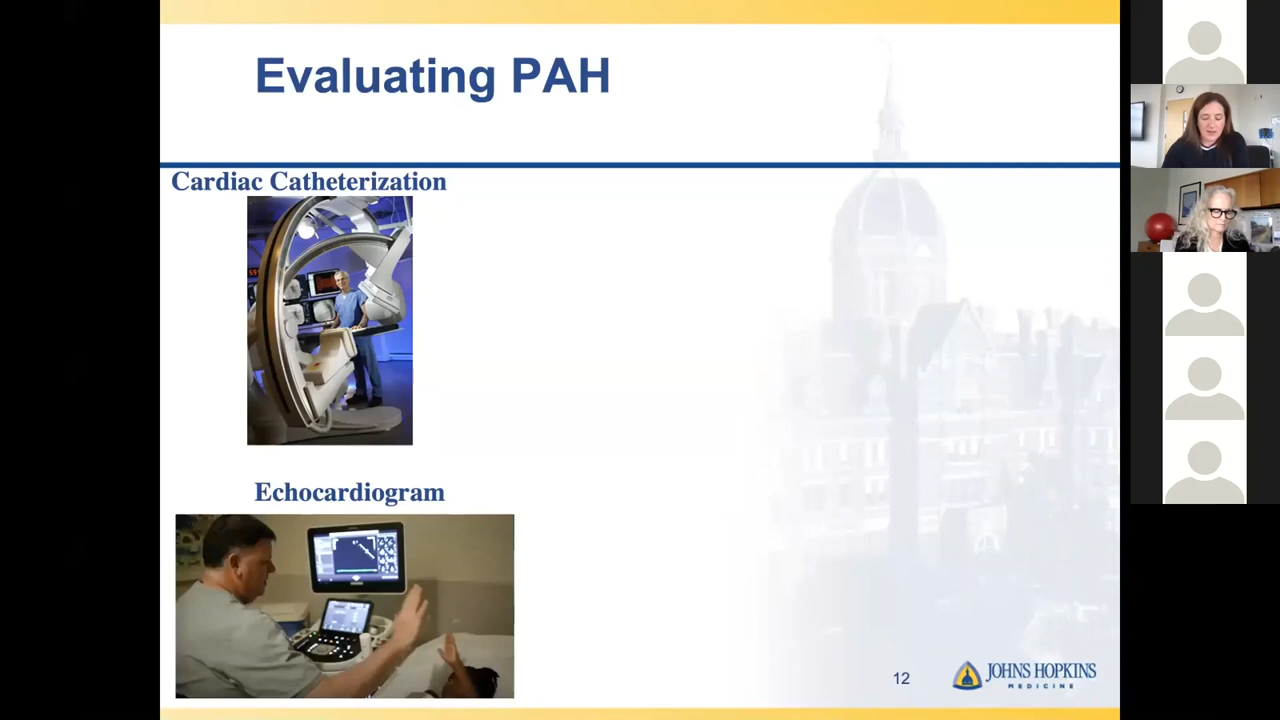 Evaluating PAH
Cardiac Catheterization
Echocardiogram
12
JOHNS HOPKINS
MEDICINE